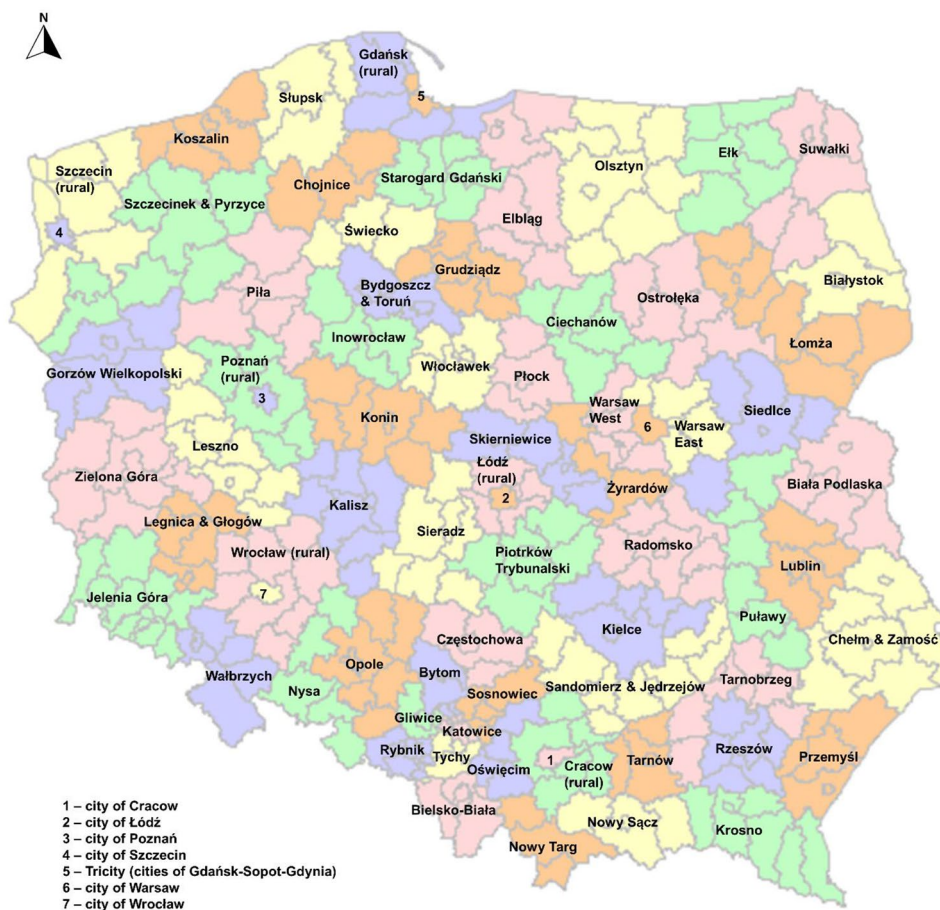 N
Gdańsk
(rural)
5
Słupsk
Koszalin
Suwałki
Ełk
Olsztyn
Szczecin
(rural)
Chojnice
Starogard Gdański
Szczecinek & Pyrzyce
Elbląg
4
Świecko
Grudziądz
Białystok
Piła
Bydgoszcz
& Toruń
Ostrołęka
Ciechanów
Inowrocław
Łomża
Poznań
(rural)
Gorzów Wielkopolski
Włocławek
Płock
3
Warsaw
West
Siedlce
Konin
6
Warsaw
East
Skierniewice
Leszno
Łódź
(rural)
Zielona Góra
Biała Podlaska
Żyrardów
2
Kalisz
Legnica & Głogów
Sieradz
Radomsko
Wrocław (rural)
Piotrków
Trybunalski
Lublin
7
Jelenia Góra
Puławy
Kielce
Częstochowa
Chełm & Zamość
Opole
Wałbrzych
Bytom
Tarnobrzeg
Nysa
Sosnowiec
Sandomierz & Jędrzejów
Gliwice
Katowice
Rybnik
Tychy
Rzeszów
Przemyśl
1
Oświęcim
Cracow
(rural)
Tarnów
Bielsko-Biała
Nowy Sącz
Krosno
Nowy Targ
1 – city of Cracow
2 – city of Łódź
3 – city of Poznań
4 – city of Szczecin
5 – Tricity (cities of Gdańsk-Sopot-Gdynia)
6 – city of Warsaw
7 – city of Wrocław